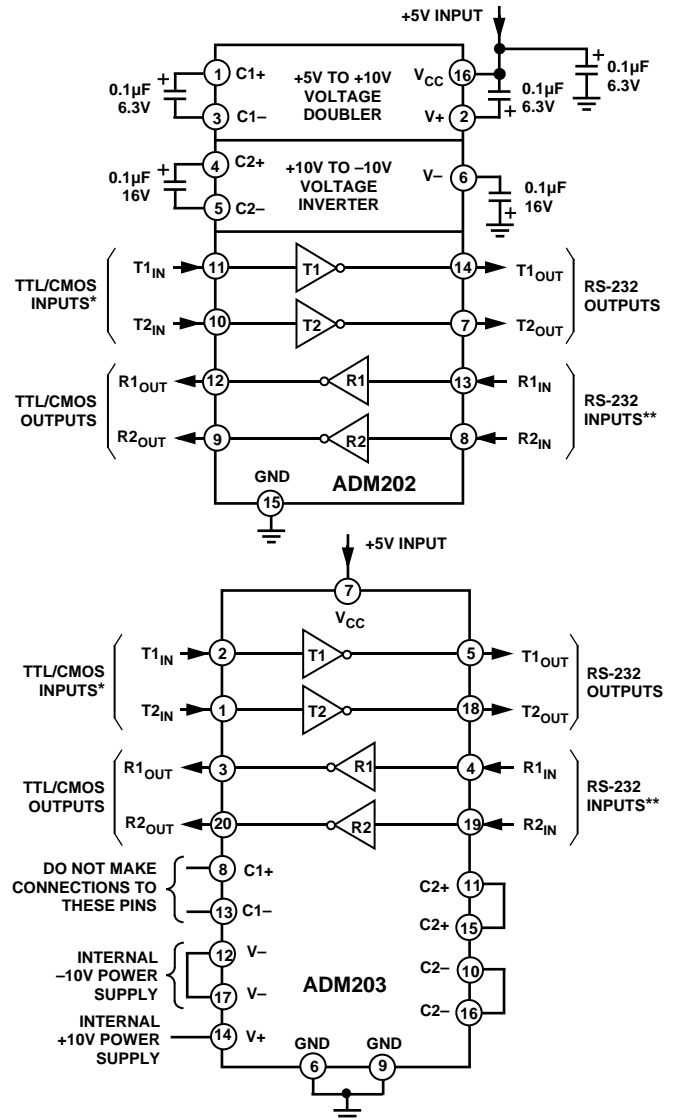 +5V INPUT
0.1µF
6.3V
+
1
C1+
3
C1–
+5V TO +10V
VOLTAGE
DOUBLER
VCC
16
V+
2
+
0.1µF
6.3V
+
0.1µF
6.3V
0.1µF
16V
+
4
C2+
5
C2–
+10V TO –10V
VOLTAGE
INVERTER
V–
6
0.1µF
16V
+
TTL/CMOS
INPUTS*
T1IN
11
T1
14
T1OUT
T2IN
10
T2
7
T2OUT
RS-232
OUTPUTS
TTL/CMOS
OUTPUTS
R1OUT
12
R1
13
R1IN
R2OUT
9
R2
8
R2IN
RS-232
INPUTS**
GND
15
ADM202
+5V INPUT
7
VCC
TTL/CMOS
INPUTS*
T1IN
2
T1
5
T1OUT
T2IN
1
T2
18
T2OUT
RS-232
OUTPUTS
TTL/CMOS
OUTPUTS
R1OUT
3
R1
4
R1IN
R2OUT
20
R2
19
R2IN
RS-232
INPUTS**
DO NOT MAKE
CONNECTIONS TO
THESE PINS
8
C1+
13
C1–
INTERNAL
–10V POWER
SUPPLY
12
V–
17
V–
INTERNAL
+10V POWER
SUPPLY
14
V+
ADM203
C2+
11
C2+
15
C2–
10
C2–
16
GND
6
GND
9